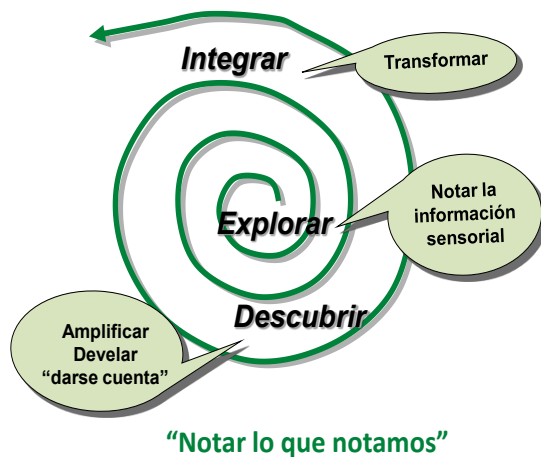 Integrar
Transformar
Explorar
Notar la
información
sensorial
Descubrir
Amplificar
Develar
“darse cuenta”
“Notar lo que notamos”